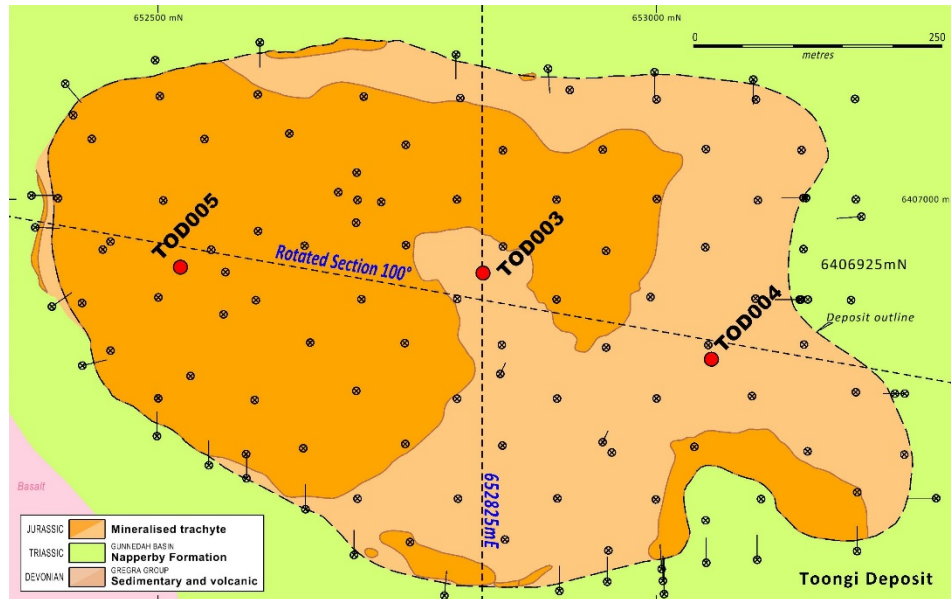 652500 mN
653000 mN
0
250
metres
6407000 m
TOD005
TOD003
Rotated Section 100°
6406925mN
TOD004
Deposit outline
652825mE
Basalt
JURASSIC
Mineralised trachyte
TRIASSIC
GUNNEDAH BASIN
Napperby Formation
DEVONIAN
GREGRA GROUP
Sedimentary and volcanic
Toongi Deposit